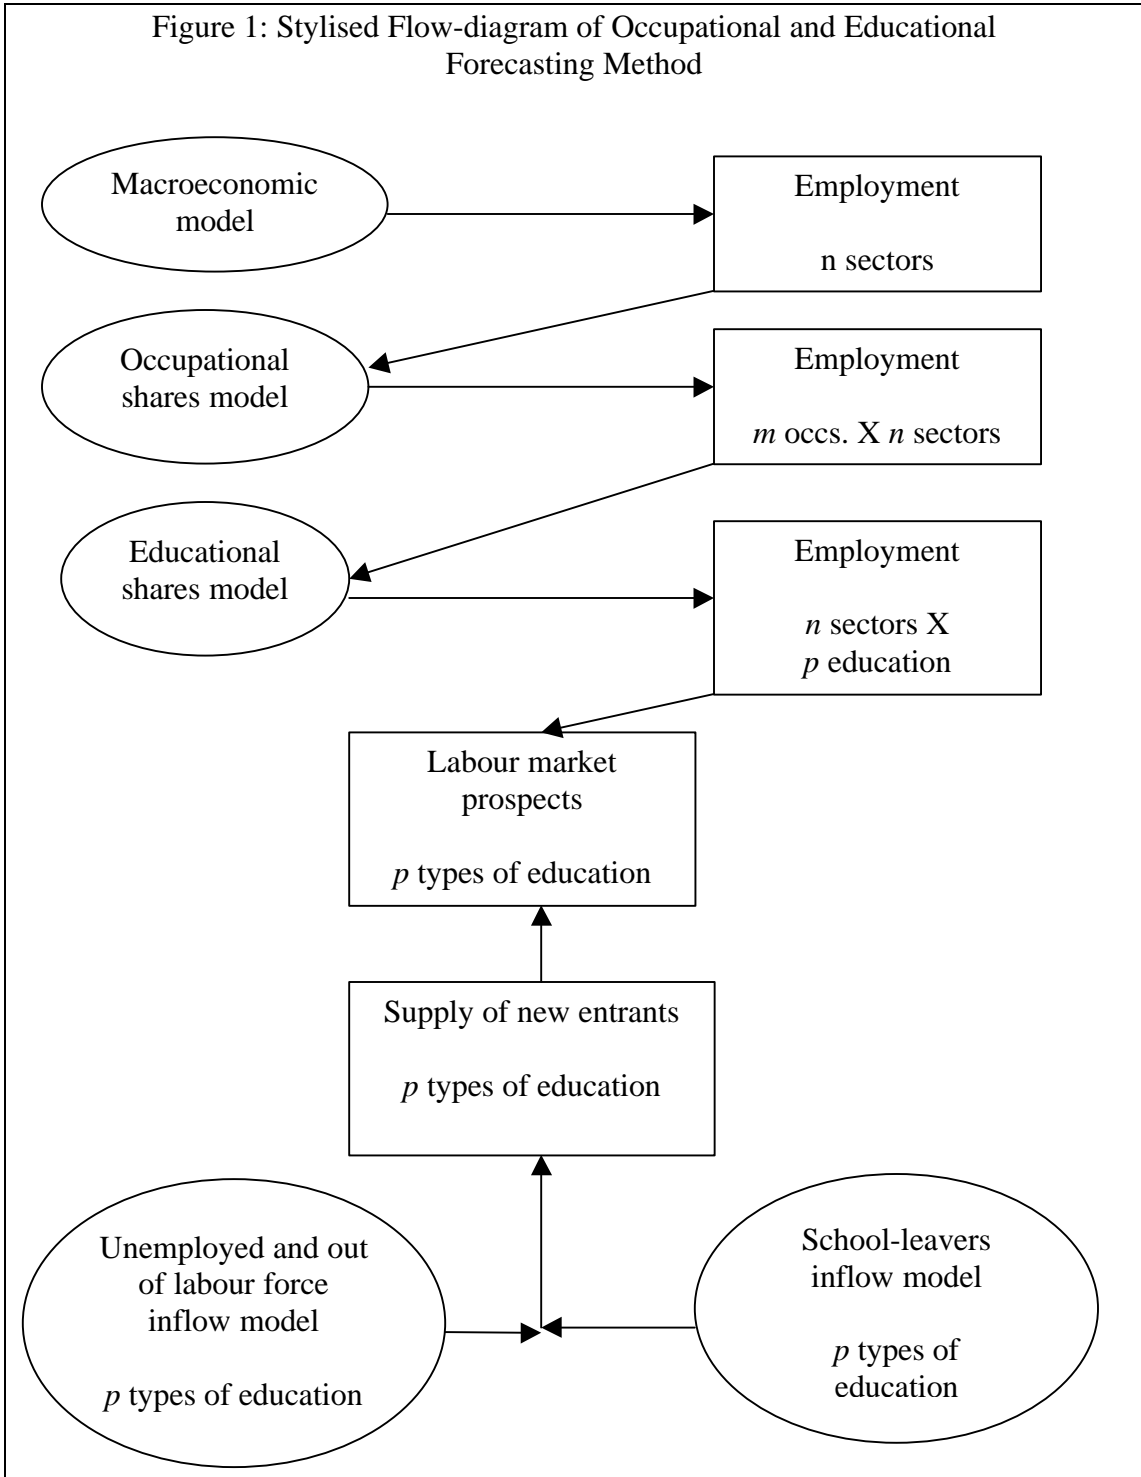 Figure 1: Stylised Flow-diagram of Occupational and Educational
Forecasting Method
Macroeconomic
model
Employment
n sectors
Occupational
shares model
Employment
m occs. X n sectors
Educational
shares model
Employment
n sectors X
p education
Labour market
prospects
p types of education
Supply of new entrants
p types of education
Unemployed and out
of labour force
inflow model
p types of education
School-leavers
inflow model
p types of
education